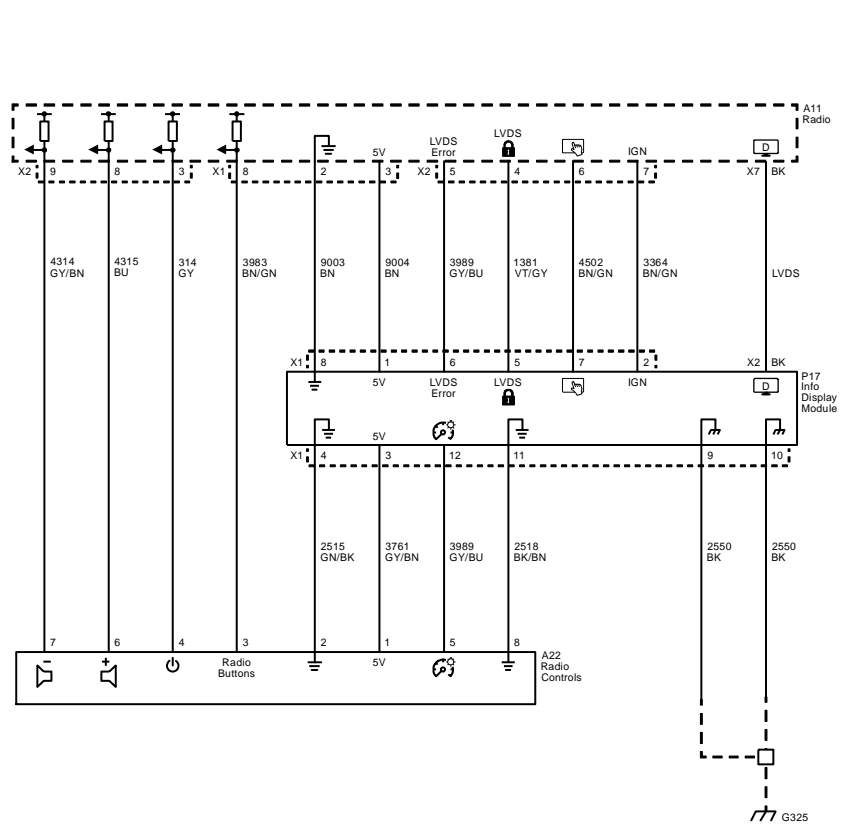 A11
Radio
LVDS
Error
LVDS
5V
IGN
D
X2 9 8 3 X1 8 2 3 X2 5 4 6 7 X7 BK
4314
GY/BN
4315
BU
314
GY
3983
BN/GN
9003
BN
9004
BN
3989
GY/BU
1381
VT/GY
4502
BN/GN
3364
BN/GN
LVDS
X1 8 1 6 5 7 2 X2 BK
P17
Info
Display
Module
5V
LVDS
Error
LVDS
IGN
D
5V
X1 4 3 12 11 9 10
2515
GN/BK
3761
GY/BN
3989
GY/BU
2518
BK/BN
2550
BK
2550
BK
7 6 4 3 2 1 5 8
A22
Radio
Controls
- +
Radio
Buttons
5V
G325